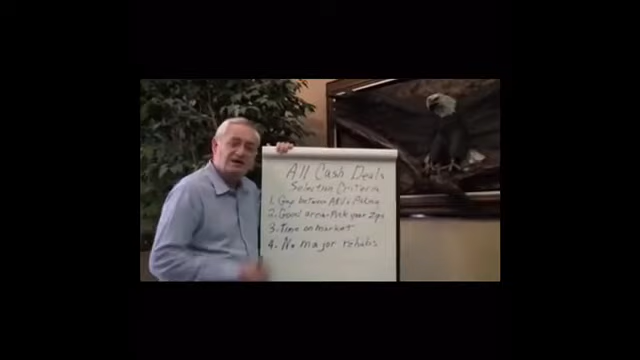 All Cash Deals
Selection Criteria
1. Gap between ARV & Asking
2. Good area - Pick your Zips
3. Time on market
4. No major rehabs